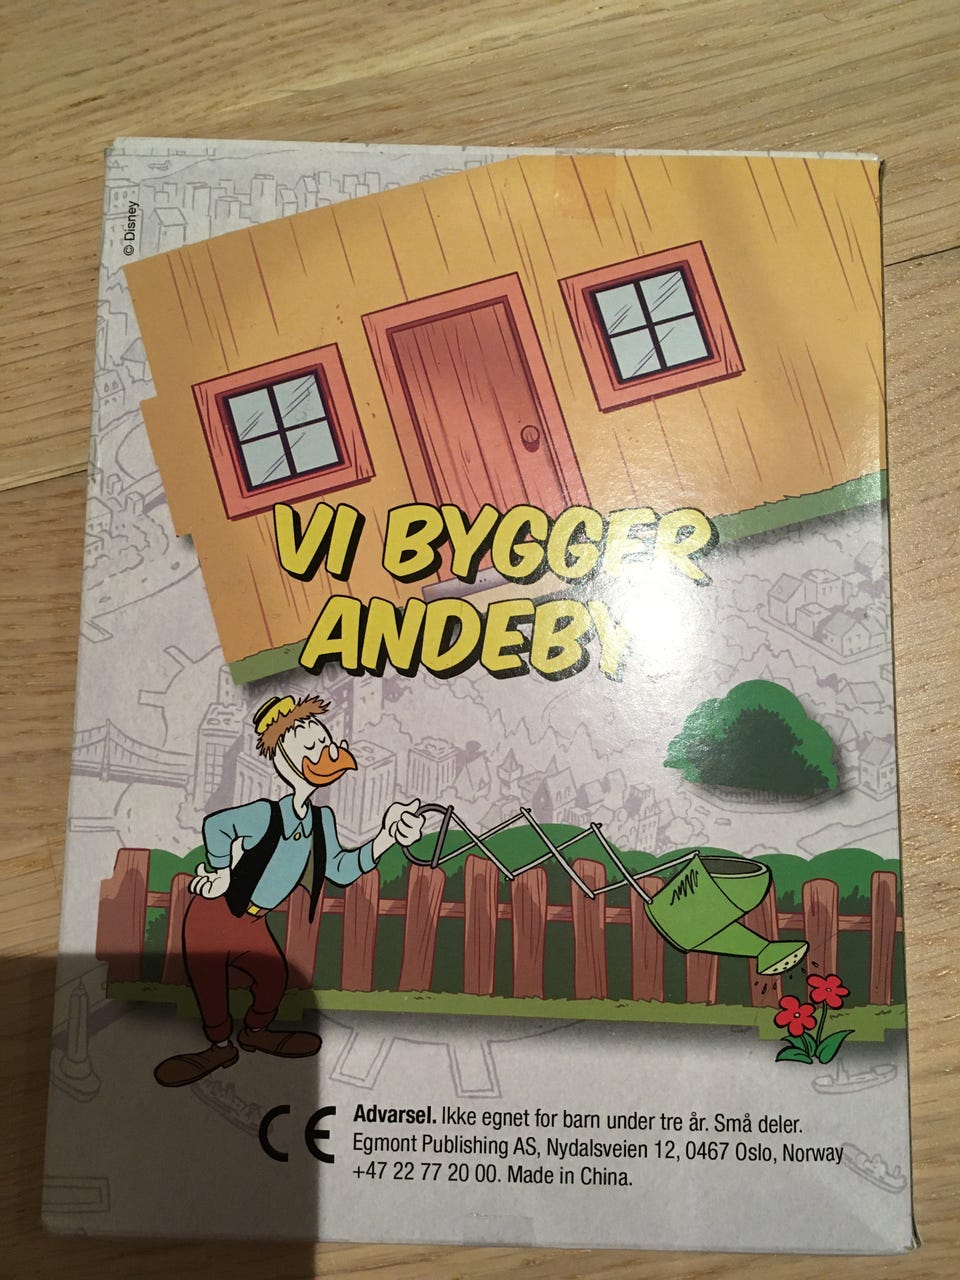 © Disney
VI BYGGER
ANDEBY
CE
Advarsel. Ikke egnet for barn under tre år. Små deler.
Egmont Publishing AS, Nydalsveien 12, 0467 Oslo, Norway
+47 22 77 20 00. Made in China.